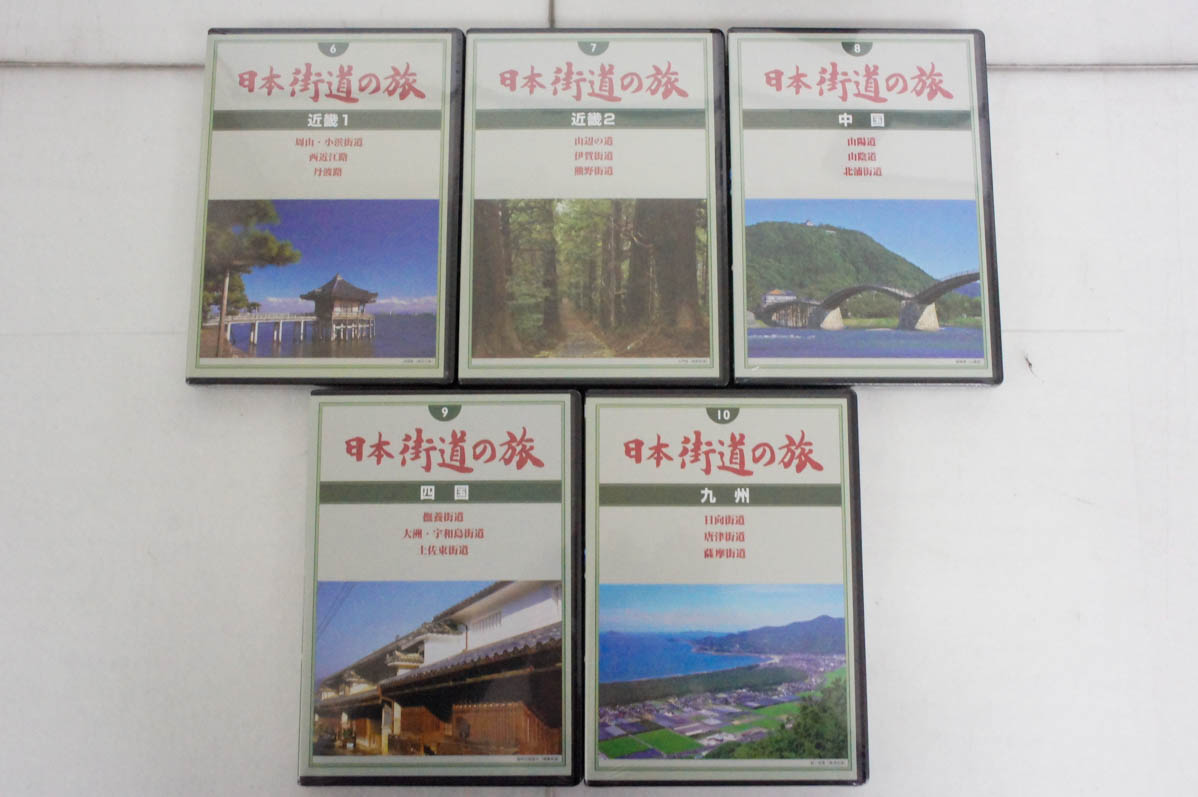 6
日本街道の旅
近畿1
周山・小浜街道
西近江路
丹波路
7
日本街道の旅
近畿2
山辺の道
伊賀街道
熊野街道
8
日本街道の旅
中国
山陽道
山陰道
北浦街道
9
日本街道の旅
四国
撫養街道
大洲・宇和島街道
土佐東街道
10
日本街道の旅
九州
日向街道
唐津街道
薩摩街道